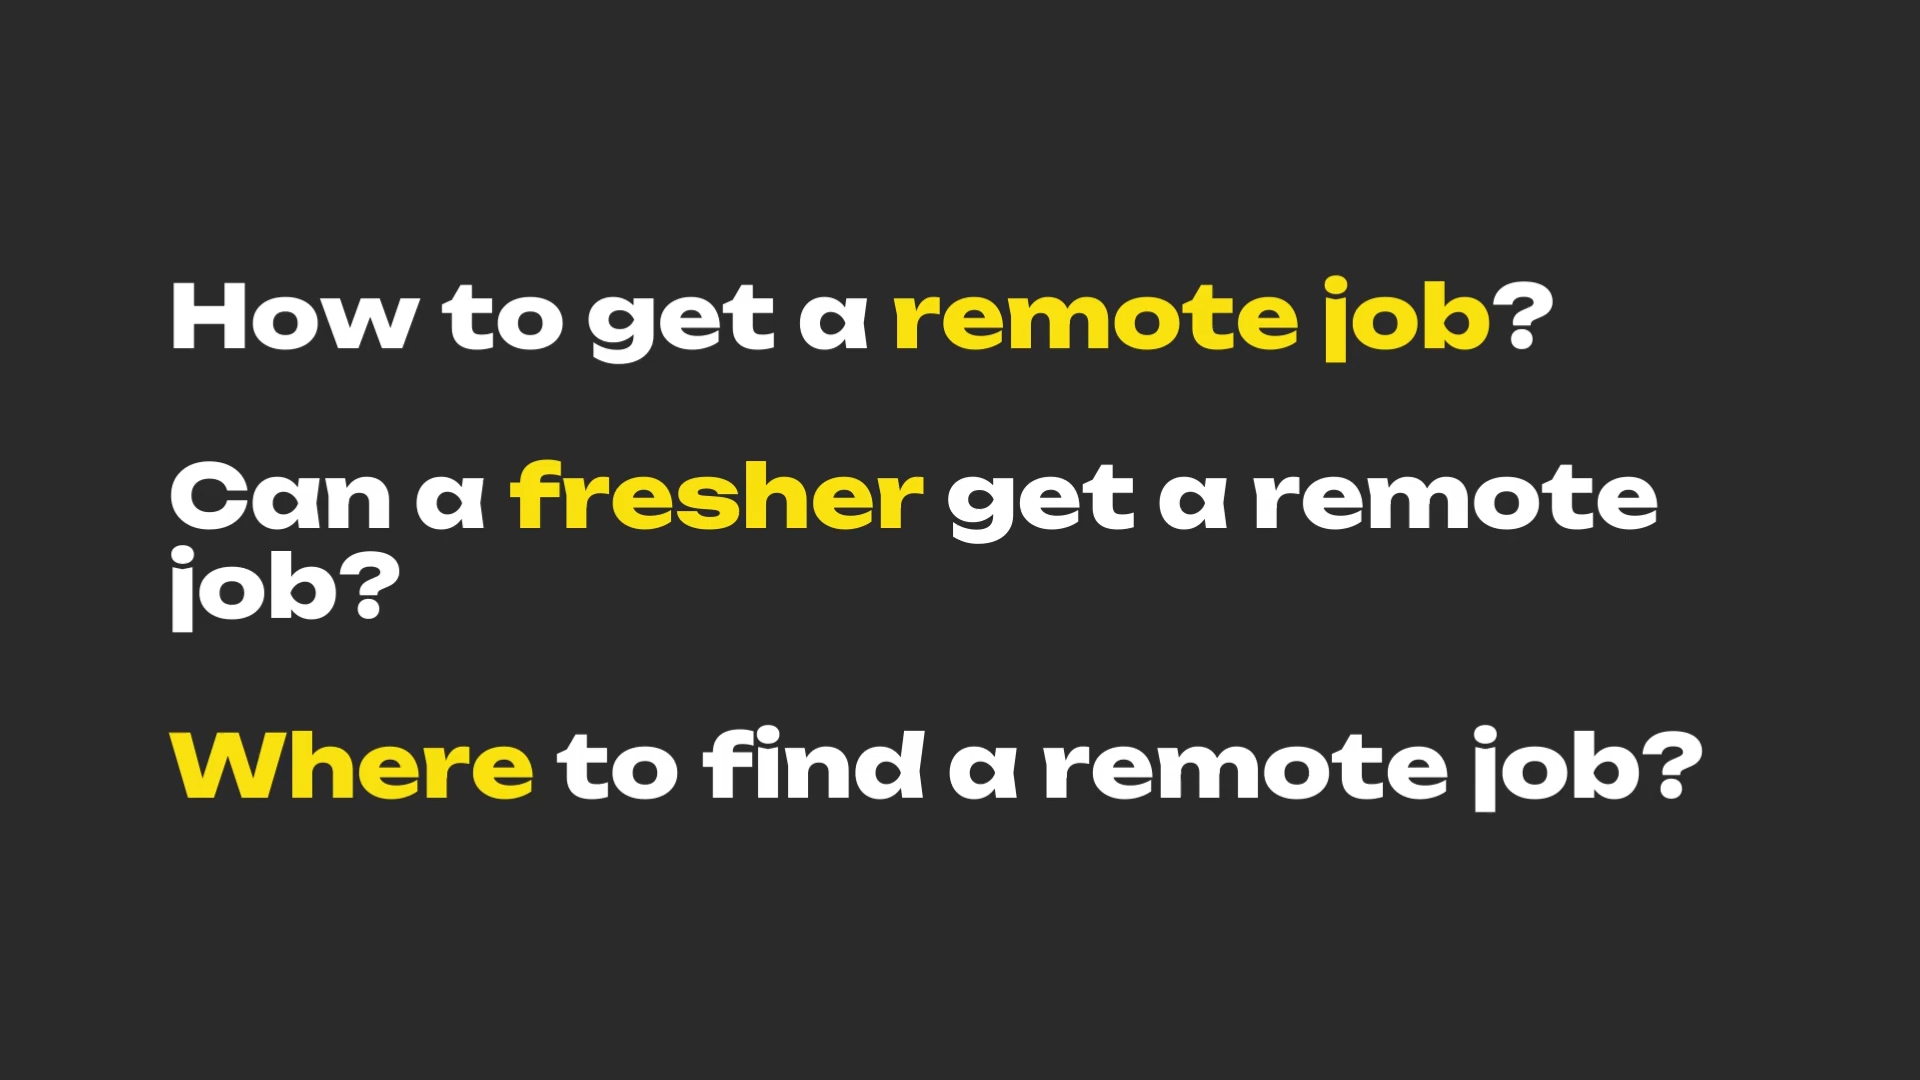 How to get a remote job?
Can a fresher get a remote
job?
Where to find a remote job?